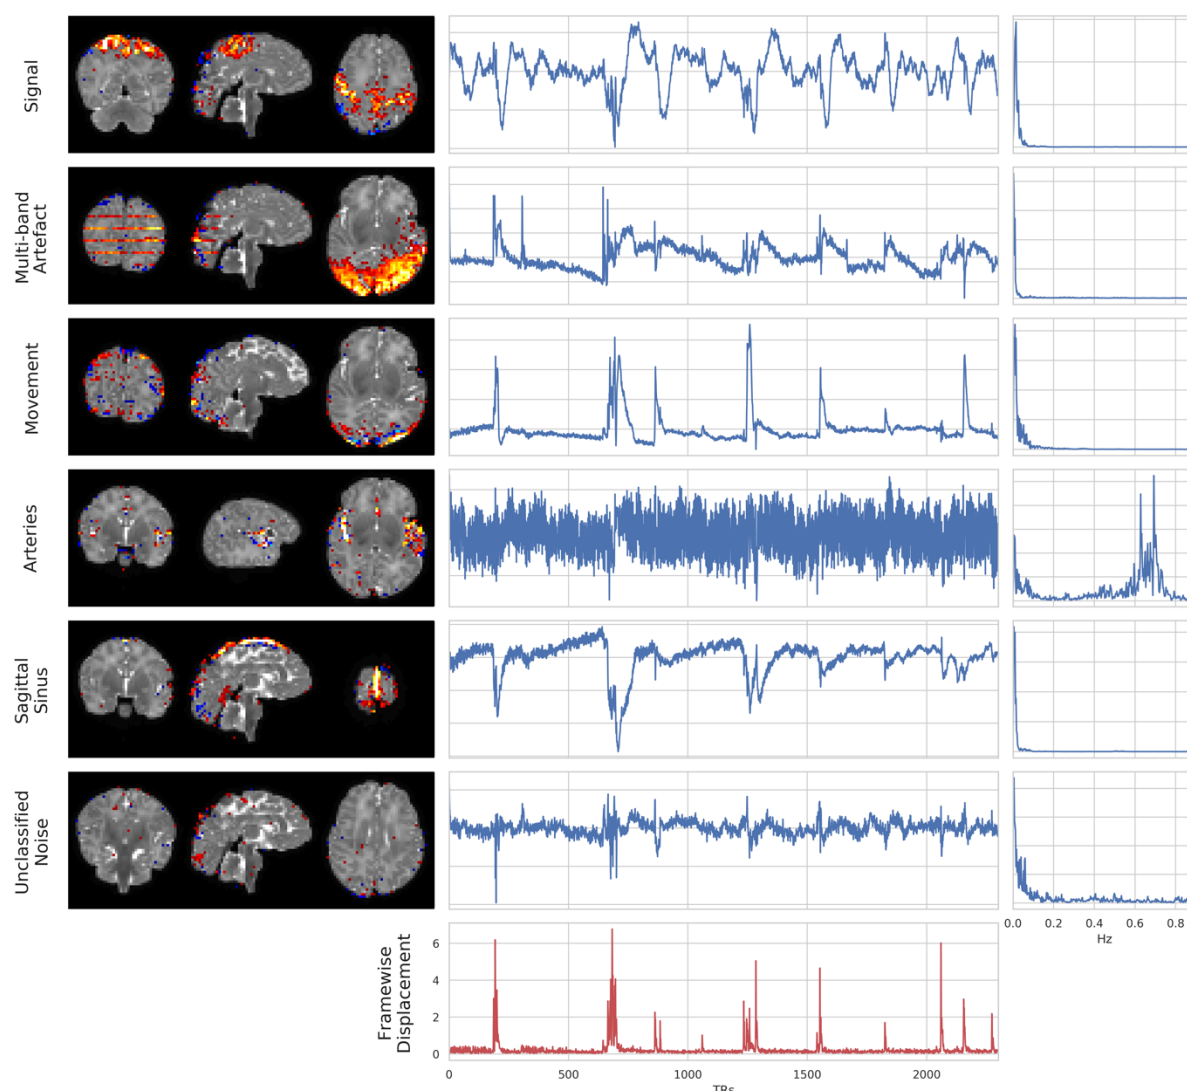 Signal
Multi-band
Artefact
Movement
Arteries
Sagittal
Sinus
Unclassified
Noise
0.0 0.2 0.4 0.6 0.8
Hz
Framewise
Displacement
6
4
2
0
0 500 1000 1500 2000
TRs